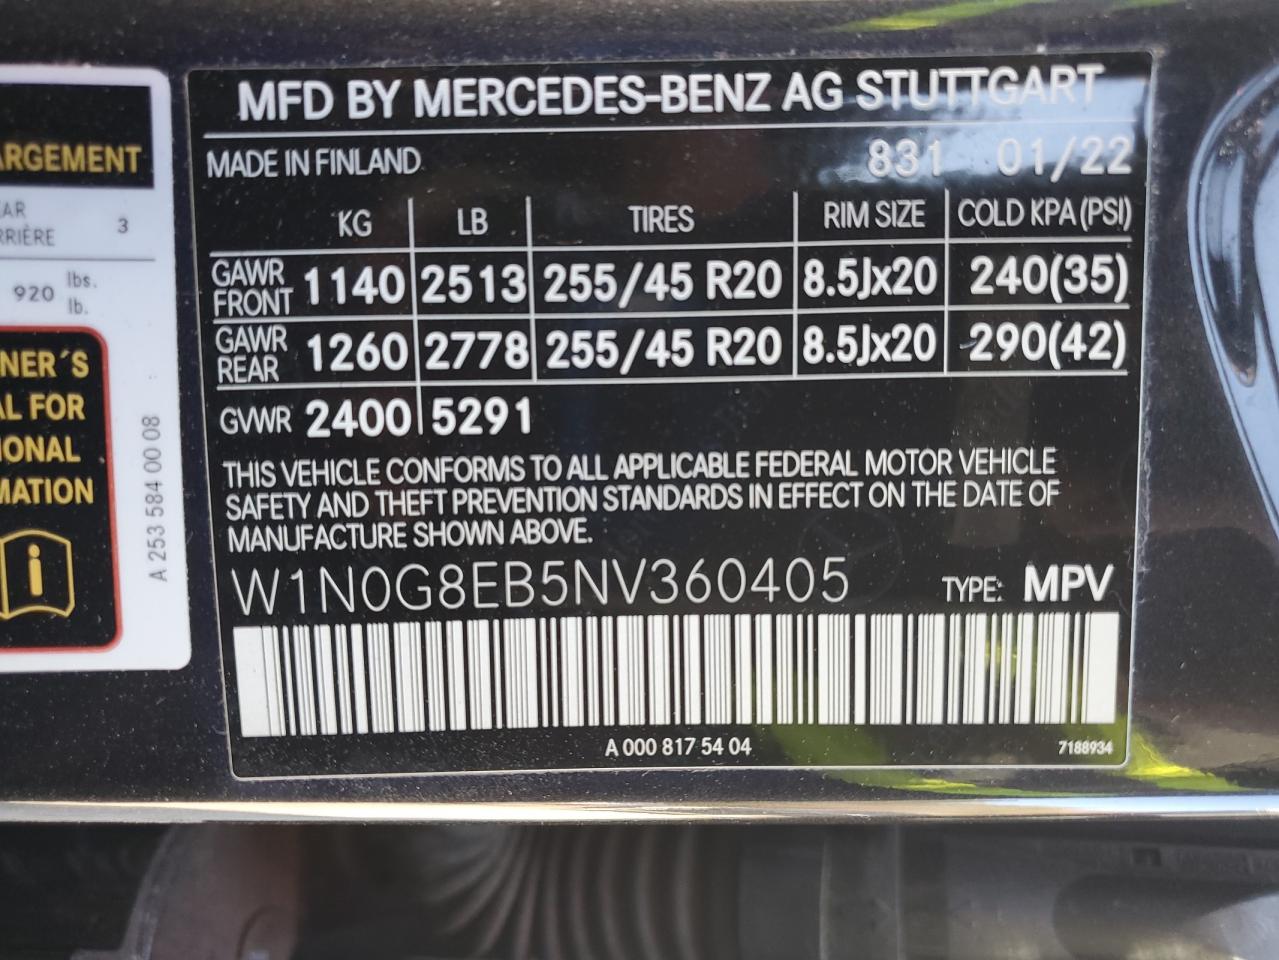 MFD BY MERCEDES-BENZ AG STUTTGART
MADE IN FINLAND 831 01/22
KG LB TIRES RIM SIZE COLD KPA (PSI)
GAWR FRONT 1140 2513 255/45 R20 8.5Jx20 240(35)
GAWR REAR 1260 2778 255/45 R20 8.5Jx20 290(42)
GVWR 2400 5291
THIS VEHICLE CONFORMS TO ALL APPLICABLE FEDERAL MOTOR VEHICLE
SAFETY AND THEFT PREVENTION STANDARDS IN EFFECT ON THE DATE OF
MANUFACTURE SHOWN ABOVE.
W1N0G8EB5NV360405 TYPE: MPV
A 000 817 54 04 7188934
ARGEMENT
EAR
RRIÈRE 3
920 lbs.
lb.
NER´S
AL FOR
IONAL
MATION
i
A 253 584 00 08